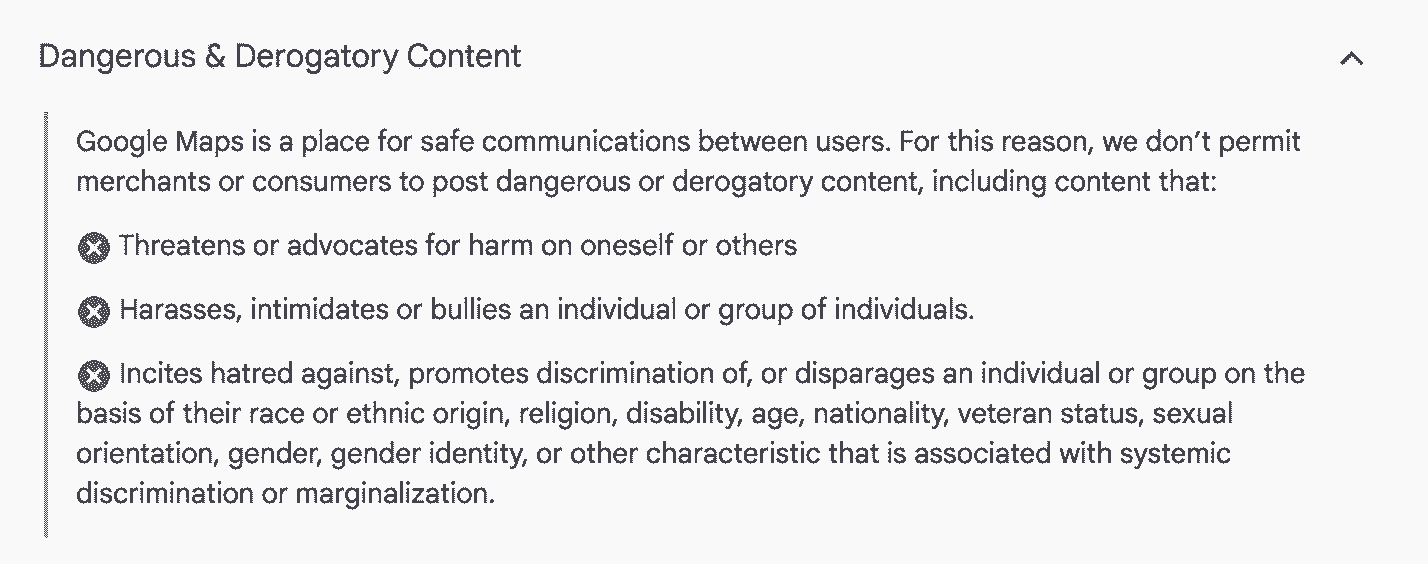 Dangerous & Derogatory Content
Google Maps is a place for safe communications between users. For this reason, we don’t permit
merchants or consumers to post dangerous or derogatory content, including content that:
Threatens or advocates for harm on oneself or others
Harasses, intimidates or bullies an individual or group of individuals.
Incites hatred against, promotes discrimination of, or disparages an individual or group on the
basis of their race or ethnic origin, religion, disability, age, nationality, veteran status, sexual
orientation, gender, gender identity, or other characteristic that is associated with systemic
discrimination or marginalization.